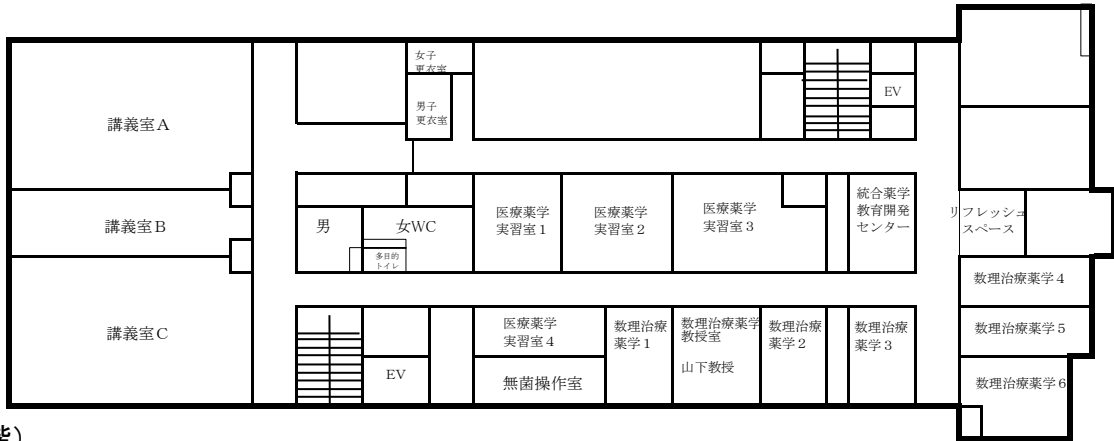 女子
更衣室
男子
更衣室
EV
講義室A
講義室B
講義室C
男
女WC
多目的
トイレ
医療薬学
実習室1
医療薬学
実習室2
医療薬学
実習室3
統合薬学
教育開発
センター
リフレッシュ
スペース
数理治療薬学4
数理治療薬学5
数理治療薬学6
EV
医療薬学
実習室4
無菌操作室
数理治療
薬学1
数理治療薬学
教授室
山下教授
数理治療
薬学2
数理治療
薬学3
階）